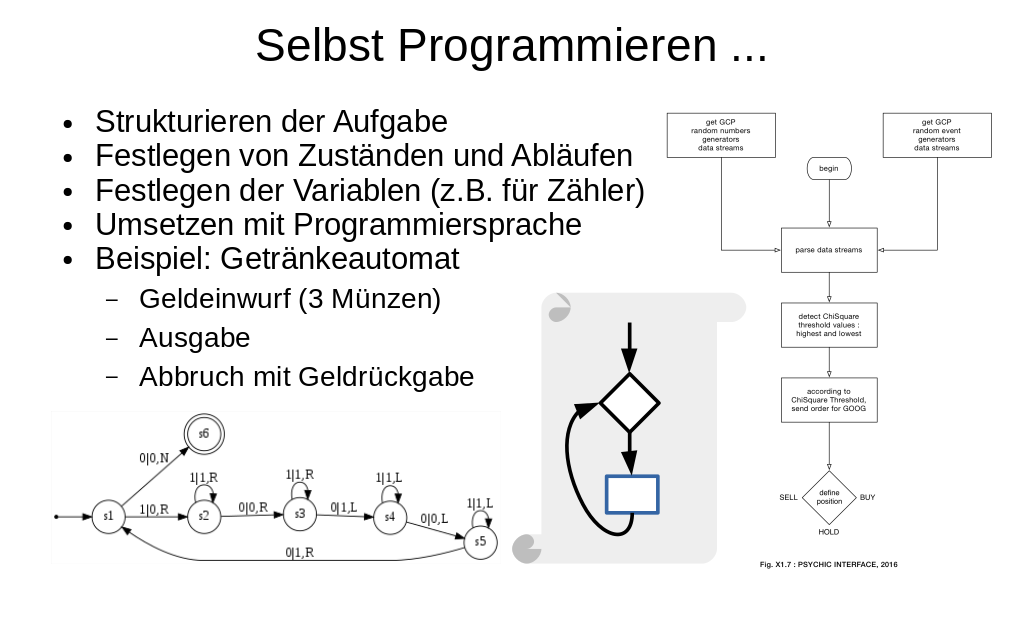 Selbst Programmieren ...
• Strukturieren der Aufgabe
• Festlegen von Zuständen und Abläufen
• Festlegen der Variablen (z.B. für Zähler)
• Umsetzen mit Programmiersprache
• Beispiel: Getränkeautomat
– Geldeinwurf (3 Münzen)
– Ausgabe
– Abbruch mit Geldrückgabe
s6
0|0,N
1|1,R
1|1,R
1|1,L
1|1,L
s1
1|0,R
s2
0|0,R
s3
0|1,L
s4
0|0,L
s5
0|1,R
get GCP
random numbers
generators
data streams
get GCP
random event
generators
data streams
begin
parse data streams
detect ChiSquare
threshold values :
highest and lowest
according to
ChiSquare Threshold,
send order for GOOG
SELL
define
position
BUY
HOLD
Fig. X1.7 : PSYCHIC INTERFACE, 2016